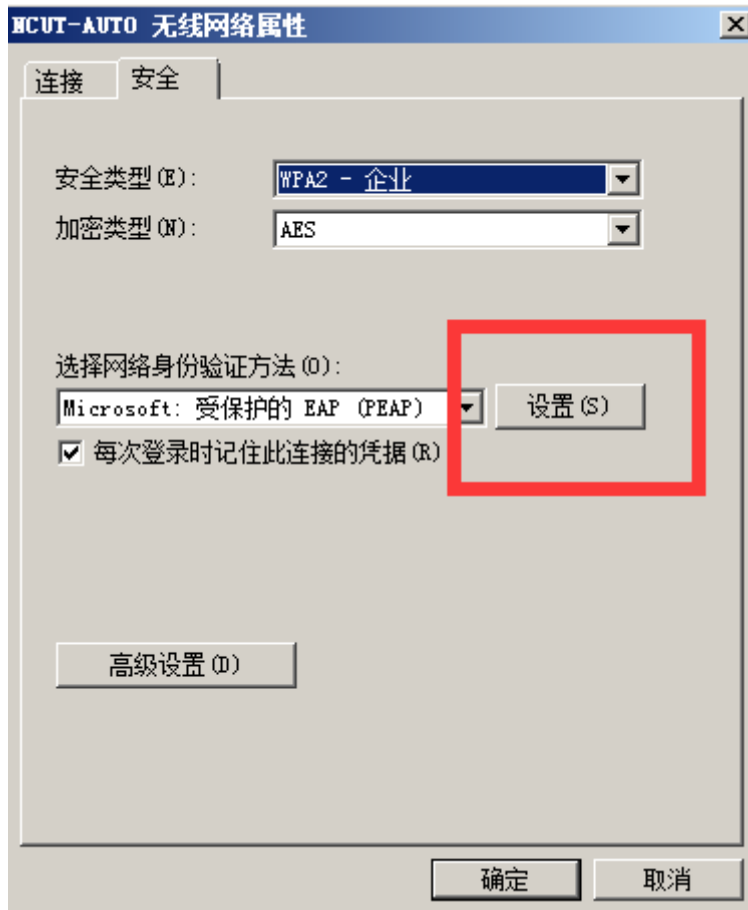 NCUT-AUTO 无线网络属性
连接 安全
安全类型(E): WPA2 - 企业
加密类型(N): AES
选择网络身份验证方法(O):
Microsoft: 受保护的 EAP (PEAP) 设置(S)
每次登录时记住此连接的凭据(R)
高级设置(D)
确定 取消